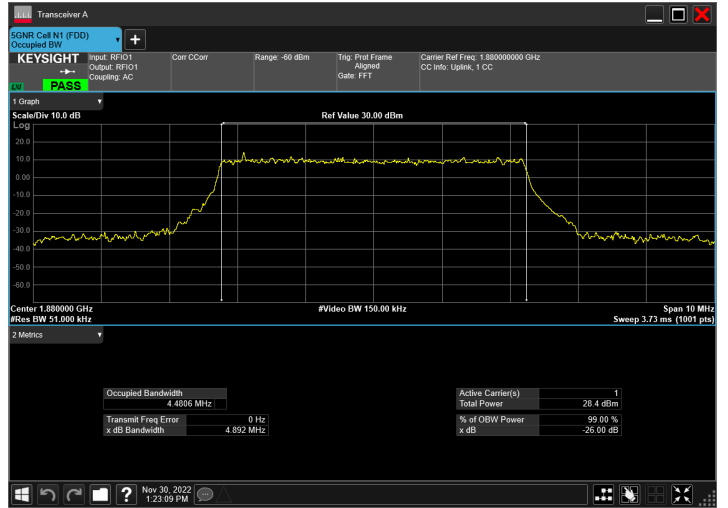 Transceiver A
5GNR Cell N1 (FDD)
Occupied BW
KEYSIGHT
Input: RFIO1
Output: RFIO1
Coupling: AC
Corr CCorr
Range: -60 dBm
Trig: Prot Frame
Aligned
Gate: FFT
Carrier Ref Freq: 1.880000000 GHz
CC Info: Uplink, 1 CC
PASS
1 Graph
Scale/Div 10.0 dB
Ref Value 30.00 dBm
Log
20.0
10.0
0.00
-10.0
-20.0
-30.0
-40.0
-50.0
-60.0
Center 1.880000 GHz
#Video BW 150.00 kHz
Span 10 MHz
#Res BW 51.000 kHz
Sweep 3.73 ms (1001 pts)
2 Metrics
Occupied Bandwidth
4.4806 MHz
Transmit Freq Error 0 Hz
x dB Bandwidth 4.892 MHz
Active Carrier(s) 1
Total Power 28.4 dBm
% of OBW Power 99.00 %
x dB -26.00 dB
Nov 30, 2022
1:23:09 PM